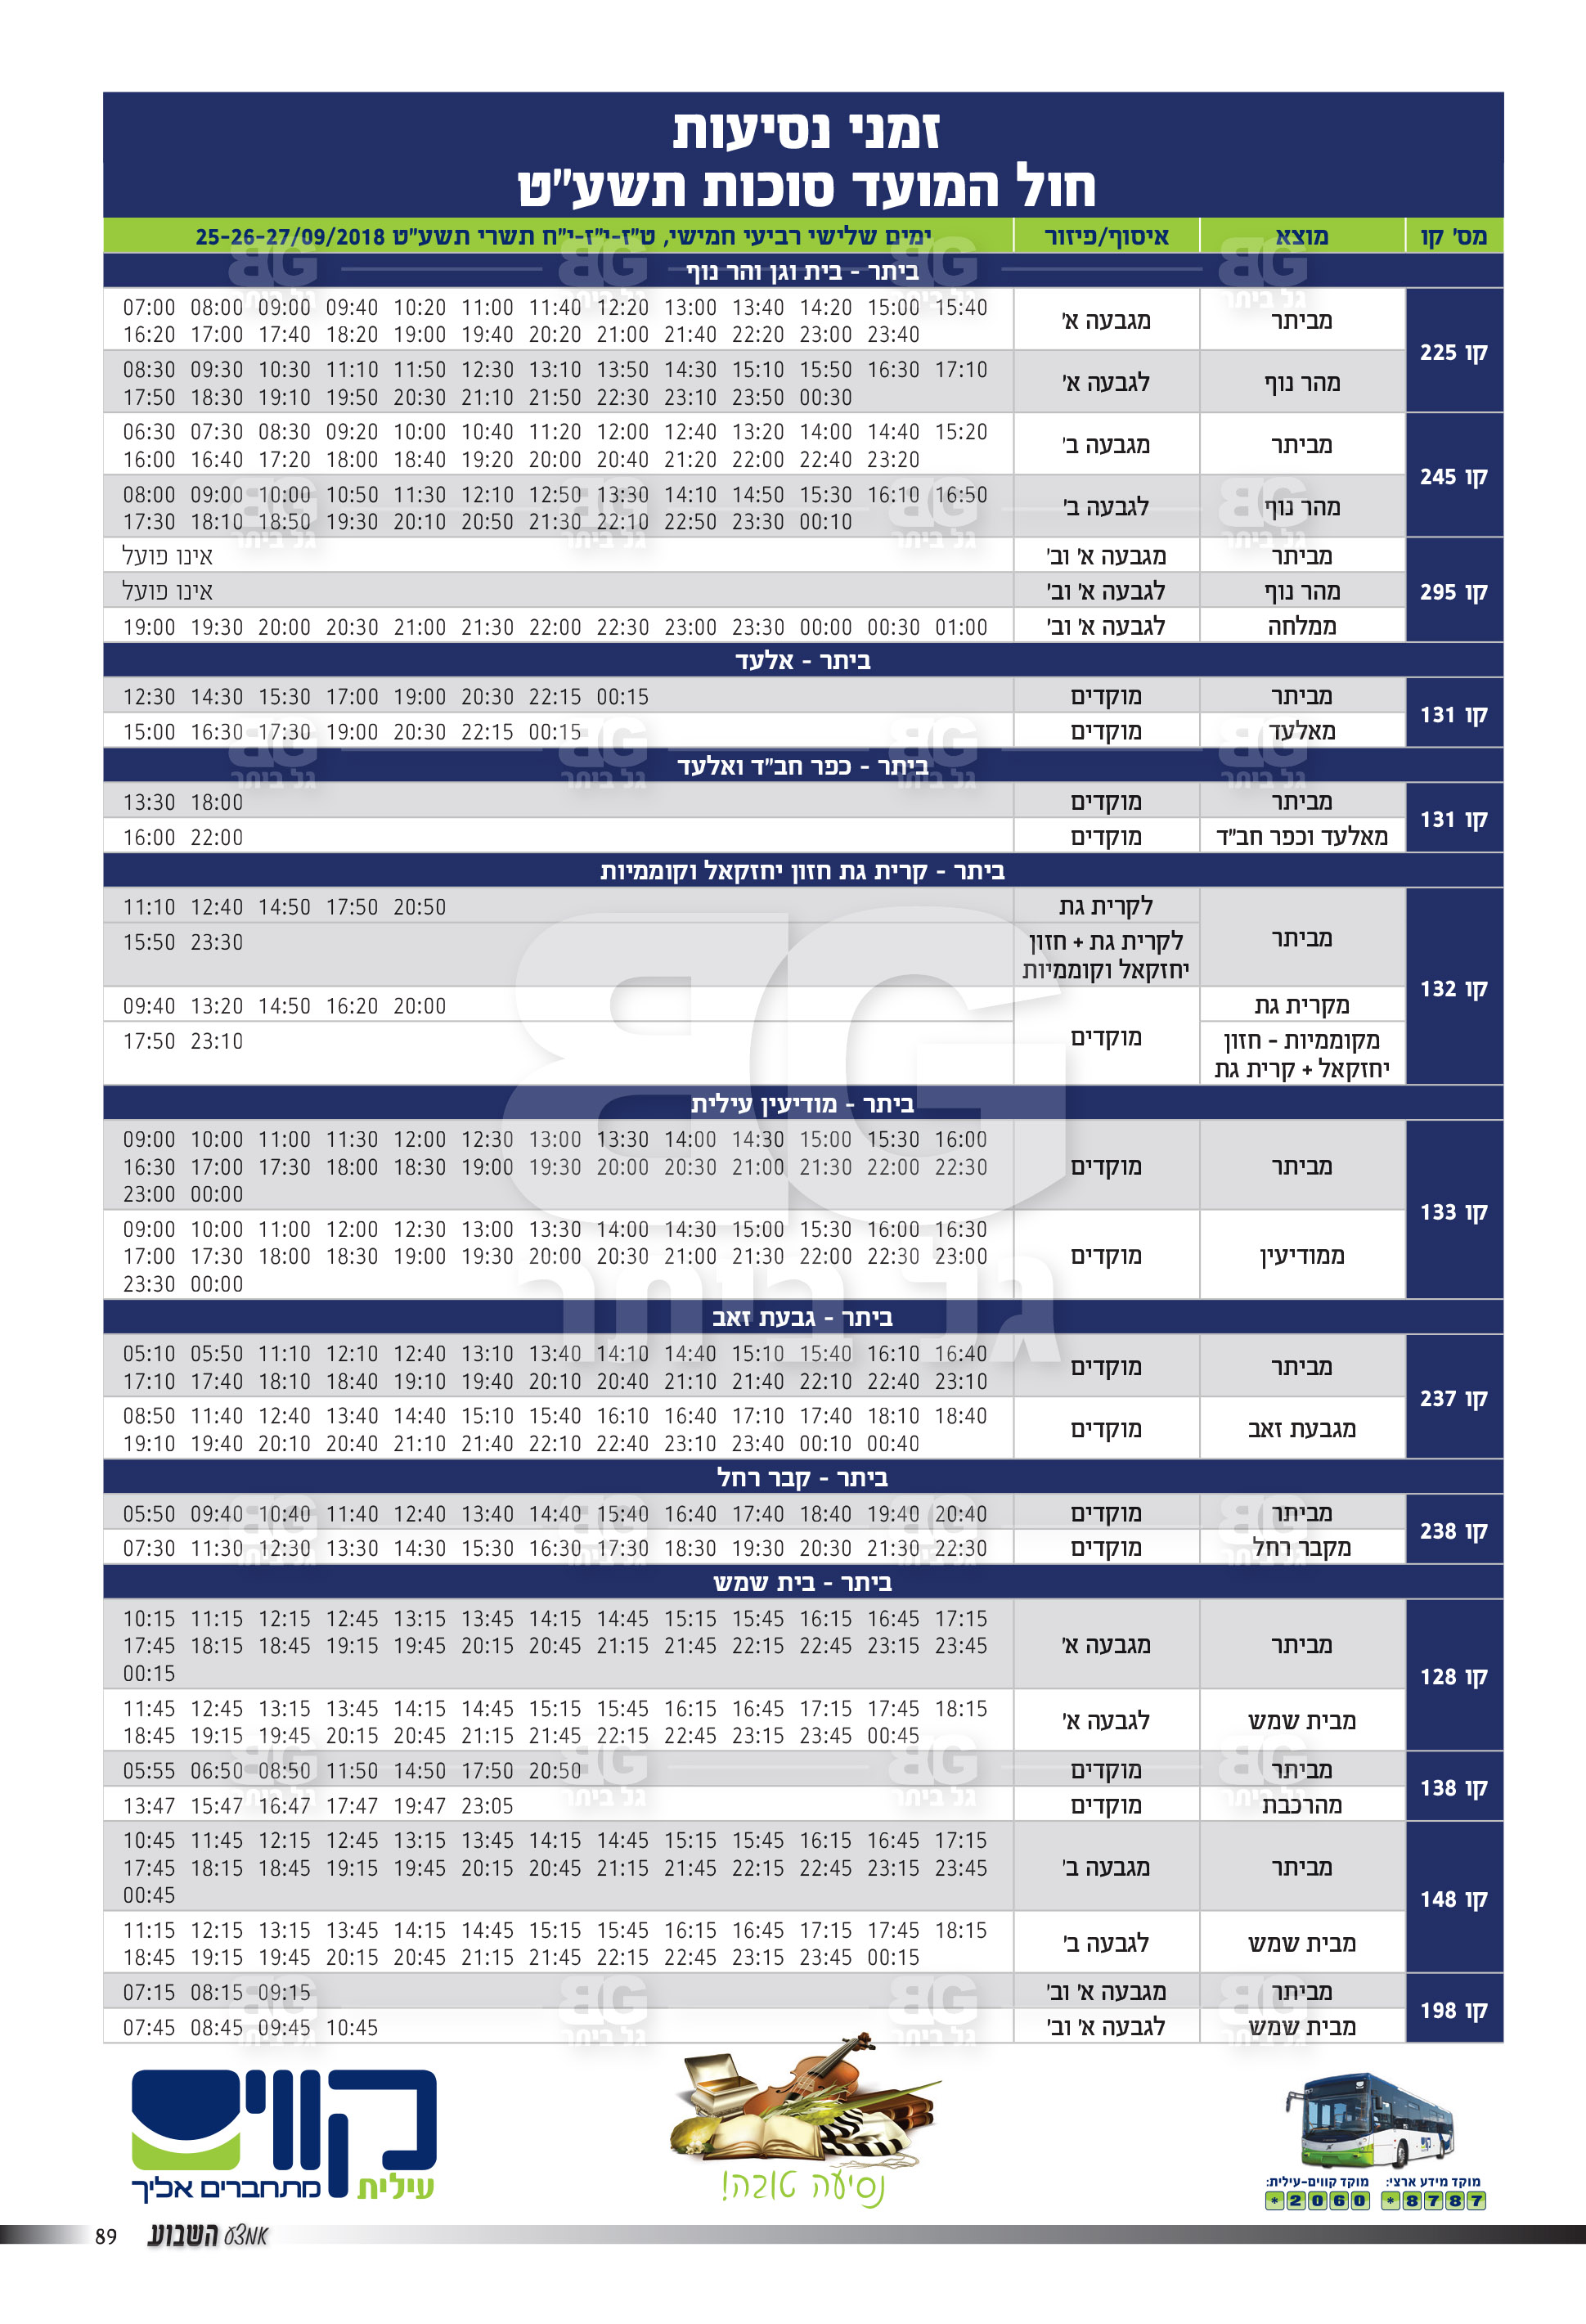 זמני נסיעות
חול המועד סוכות תשע"ט
מס' קו מוצא איסוף/פיזור ימים שלישי רביעי חמישי, ט"ז-י"ז-י"ח תשרי תשע"ט 25-26-27/09/2018
ביתר - בית וגן והר נוף
קו 225
מביתר מגבעה א'
07:00 08:00 09:00 09:40 10:20 11:00 11:40 12:20 13:00 13:40 14:20 15:00 15:40
16:20 17:00 17:40 18:20 19:00 19:40 20:20 21:00 21:40 22:20 23:00 23:40
מהר נוף לגבעה א'
08:30 09:30 10:30 11:10 11:50 12:30 13:10 13:50 14:30 15:10 15:50 16:30 17:10
17:50 18:30 19:10 19:50 20:30 21:10 21:50 22:30 23:10 23:50 00:30
קו 245
מביתר מגבעה ב'
06:30 07:30 08:30 09:20 10:00 10:40 11:20 12:00 12:40 13:20 14:00 14:40 15:20
16:00 16:40 17:20 18:00 18:40 19:20 20:00 20:40 21:20 22:00 22:40 23:20
מהר נוף לגבעה ב'
08:00 09:00 10:00 10:50 11:30 12:10 12:50 13:30 14:10 14:50 15:30 16:10 16:50
17:30 18:10 18:50 19:30 20:10 20:50 21:30 22:10 22:50 23:30 00:10
קו 295
מביתר מגבעה א' וב' אינו פועל
מהר נוף לגבעה א' וב' אינו פועל
ממלחה לגבעה א' וב' 19:00 19:30 20:00 20:30 21:00 21:30 22:00 22:30 23:00 23:30 00:00 00:30 01:00
ביתר - אלעד
קו 131
מביתר מוקדים 12:30 14:30 15:30 17:00 19:00 20:30 22:15 00:15
מאלעד מוקדים 15:00 16:30 17:30 19:00 20:30 22:15 00:15
ביתר - כפר חב"ד ואלעד
קו 131
מביתר מוקדים 13:30 18:00
מאלעד וכפר חב"ד מוקדים 16:00 22:00
ביתר - קרית גת חזון יחזקאל וקוממיות
קו 132
מביתר
לקרית גת 11:10 12:40 14:50 17:50 20:50
לקרית גת + חזון 15:50 23:30
יחזקאל וקוממיות
מקרית גת 09:40 13:20 14:50 16:20 20:00
מוקדים
מקוממיות - חזון 17:50 23:10
יחזקאל + קרית גת
ביתר - מודיעין עילית
קו 133
מביתר מוקדים
09:00 10:00 11:00 11:30 12:00 12:30 13:00 13:30 14:00 14:30 15:00 15:30 16:00
16:30 17:00 17:30 18:00 18:30 19:00 19:30 20:00 20:30 21:00 21:30 22:00 22:30
23:00 00:00
ממודיעין מוקדים
09:00 10:00 11:00 12:00 12:30 13:00 13:30 14:00 14:30 15:00 15:30 16:00 16:30
17:00 17:30 18:00 18:30 19:00 19:30 20:00 20:30 21:00 21:30 22:00 22:30 23:00
23:30 00:00
ביתר - גבעת זאב
קו 237
מביתר מוקדים
05:10 05:50 11:10 12:10 12:40 13:10 13:40 14:10 14:40 15:10 15:40 16:10 16:40
17:10 17:40 18:10 18:40 19:10 19:40 20:10 20:40 21:10 21:40 22:10 22:40 23:10
מגבעת זאב מוקדים
08:50 11:40 12:40 13:40 14:40 15:10 15:40 16:10 16:40 17:10 17:40 18:10 18:40
19:10 19:40 20:10 20:40 21:10 21:40 22:10 22:40 23:10 23:40 00:10 00:40
ביתר - קבר רחל
קו 238
מביתר מוקדים 05:50 09:40 10:40 11:40 12:40 13:40 14:40 15:40 16:40 17:40 18:40 19:40 20:40
מקבר רחל מוקדים 07:30 11:30 12:30 13:30 14:30 15:30 16:30 17:30 18:30 19:30 20:30 21:30 22:30
ביתר - בית שמש
קו 128
מביתר מגבעה א'
10:15 11:15 12:15 12:45 13:15 13:45 14:15 14:45 15:15 15:45 16:15 16:45 17:15
17:45 18:15 18:45 19:15 19:45 20:15 20:45 21:15 21:45 22:15 22:45 23:15 23:45
00:15
מבית שמש לגבעה א'
11:45 12:45 13:15 13:45 14:15 14:45 15:15 15:45 16:15 16:45 17:15 17:45 18:15
18:45 19:15 19:45 20:15 20:45 21:15 21:45 22:15 22:45 23:15 23:45 00:45
קו 138
מביתר מוקדים 05:55 06:50 08:50 11:50 14:50 17:50 20:50
מהרכבת מוקדים 13:47 15:47 16:47 17:47 19:47 23:05
קו 148
מביתר מגבעה ב'
10:45 11:45 12:15 12:45 13:15 13:45 14:15 14:45 15:15 15:45 16:15 16:45 17:15
17:45 18:15 18:45 19:15 19:45 20:15 20:45 21:15 21:45 22:15 22:45 23:15 23:45
00:45
מבית שמש לגבעה ב'
11:15 12:15 13:15 13:45 14:15 14:45 15:15 15:45 16:15 16:45 17:15 17:45 18:15
18:45 19:15 19:45 20:15 20:45 21:15 21:45 22:15 22:45 23:15 23:45 00:15
קו 198
מביתר מגבעה א' וב' 07:15 08:15 09:15
מבית שמש לגבעה א' וב' 07:45 08:45 09:45 10:45
BG
גל ביתר
מוקד מידע ארצי: מוקד קווים-עילית:
*8787 *2060
נסיעה טובה!
קווים
עילית מתחברים אליך
אמצע השבוע 89